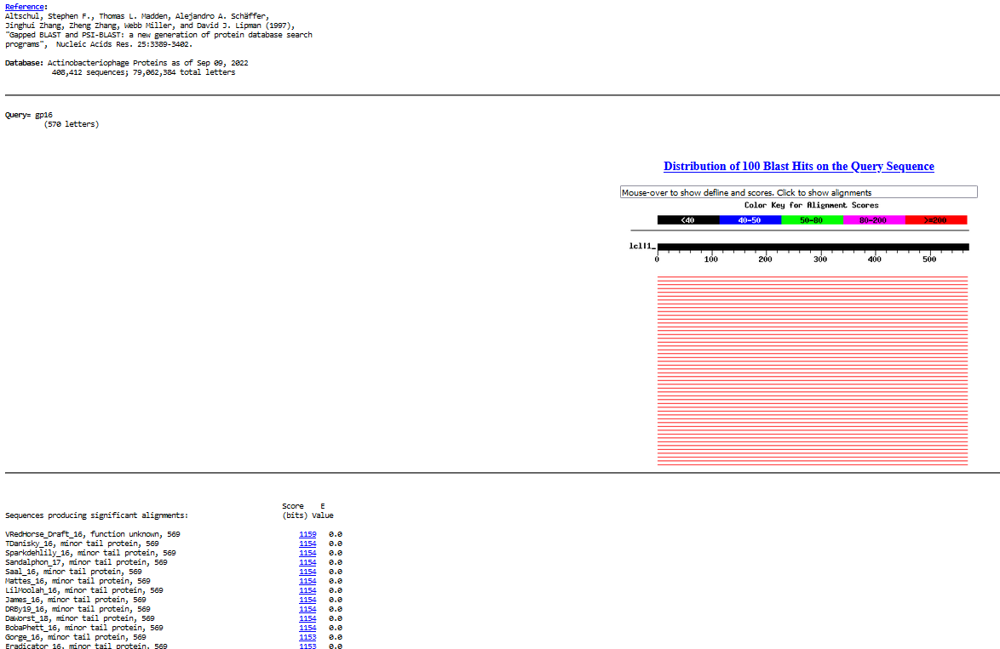 Reference:
Altschul, Stephen F., Thomas L. Madden, Alejandro A. Schäffer,
Jinghui Zhang, Zheng Zhang, Webb Miller, and David J. Lipman (1997),
"Gapped BLAST and PSI-BLAST: a new generation of protein database search
programs", Nucleic Acids Res. 25:3389-3402.
Database: Actinobacteriophage Proteins as of Sep 09, 2022
408,412 sequences; 79,062,384 total letters
Query= gp16
(570 letters)
Distribution of 100 Blast Hits on the Query Sequence
Mouse-over to show defline and scores. Click to show alignments
Color Key for Alignment Scores
<40 40-50 50-80 80-200 >=200
lcl|1_
0 100 200 300 400 500
Score E
Sequences producing significant alignments: (bits) Value
VRedHorse_Draft_16, function unknown, 569 1159 0.0
TDanisky_16, minor tail protein, 569 1154 0.0
Sparkdehlily_16, minor tail protein, 569 1154 0.0
Sandalphon_17, minor tail protein, 569 1154 0.0
Saal_16, minor tail protein, 569 1154 0.0
Mattes_16, minor tail protein, 569 1154 0.0
LilMoolah_16, minor tail protein, 569 1154 0.0
James_16, minor tail protein, 569 1154 0.0
DRBy19_16, minor tail protein, 569 1154 0.0
DaWorst_18, minor tail protein, 569 1154 0.0
BobaPhett_16, minor tail protein, 569 1154 0.0
Gorge_16, minor tail protein, 569 1153 0.0
Eradicator_16, minor tail protein, 569 1153 0.0